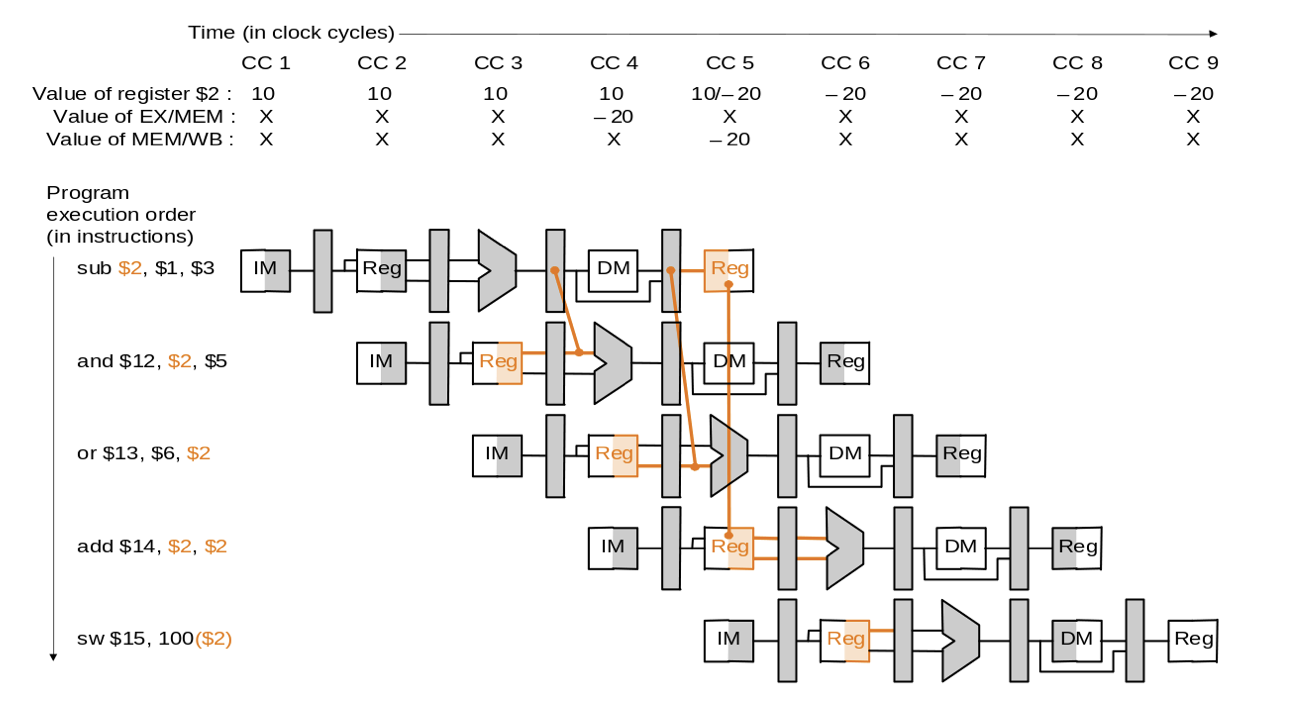 Time (in clock cycles)
CC 1 CC 2 CC 3 CC 4 CC 5 CC 6 CC 7 CC 8 CC 9
Value of register $2 : 10 10 10 10 10/– 20 – 20 – 20 – 20 – 20
Value of EX/MEM : X X X – 20 X X X X X
Value of MEM/WB : X X X X – 20 X X X X
Program
execution order
(in instructions)
sub $2, $1, $3 IM Reg DM Reg
and $12, $2, $5 IM Reg DM Reg
or $13, $6, $2 IM Reg DM Reg
add $14, $2, $2 IM Reg DM Reg
sw $15, 100($2) IM Reg DM Reg